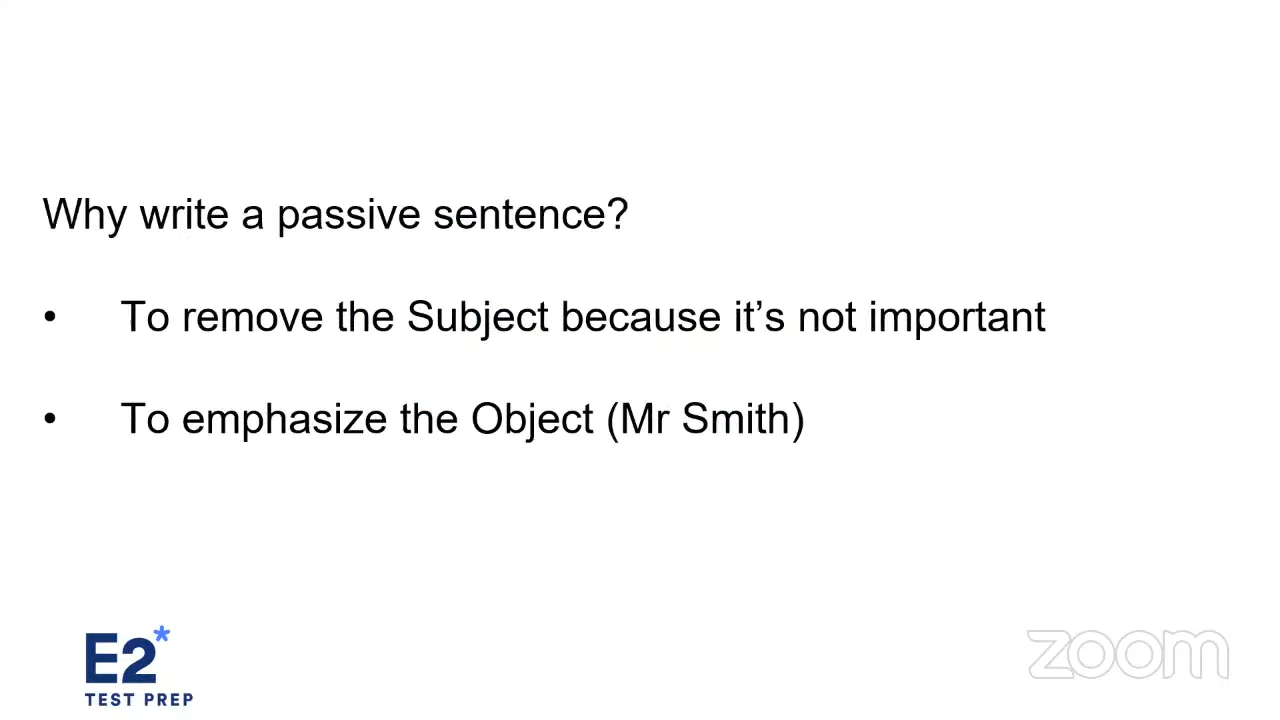 Why write a passive sentence?
• To remove the Subject because it’s not important
• To emphasize the Object (Mr Smith)
E2*
TEST PREP
zoom